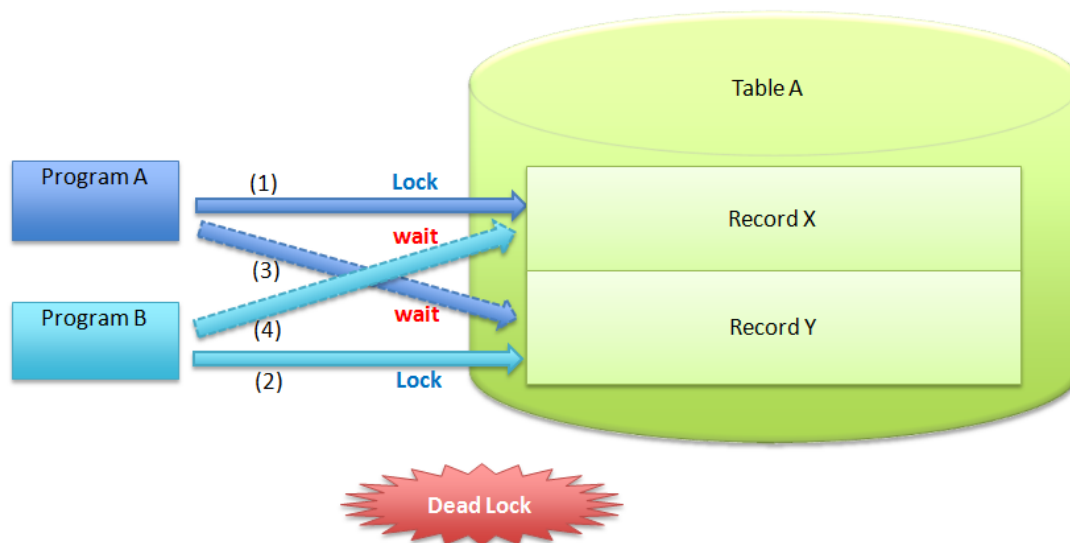 Table A
Program A
(1)
Lock
Record X
wait
(3)
Program B
(4)
wait
Record Y
(2)
Lock
Dead Lock